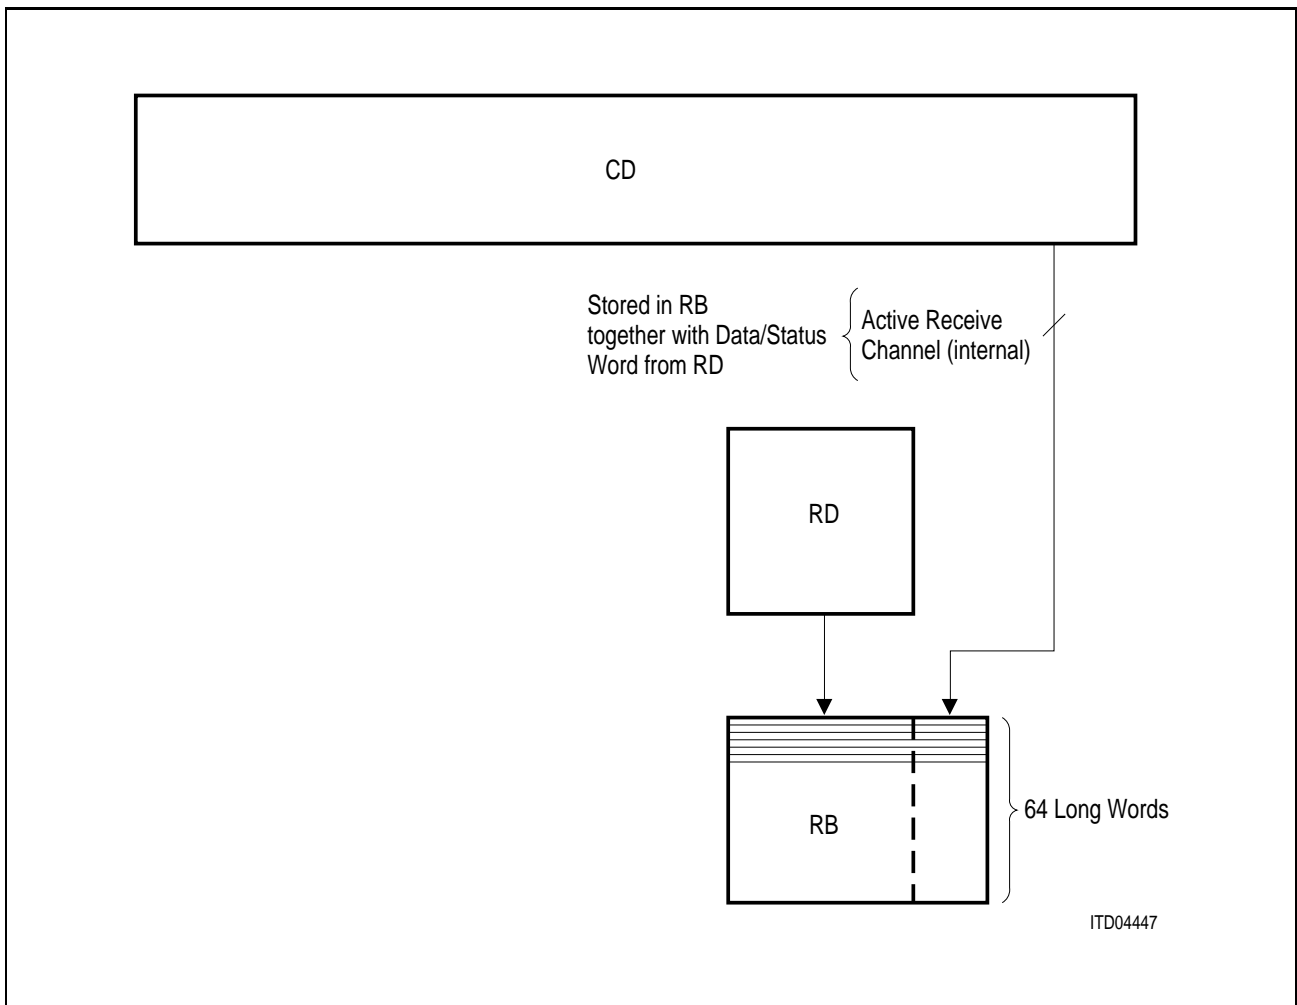 CD
Stored in RB
together with Data/Status
Word from RD
Active Receive
Channel (internal)
RD
RB
64 Long Words
ITD04447